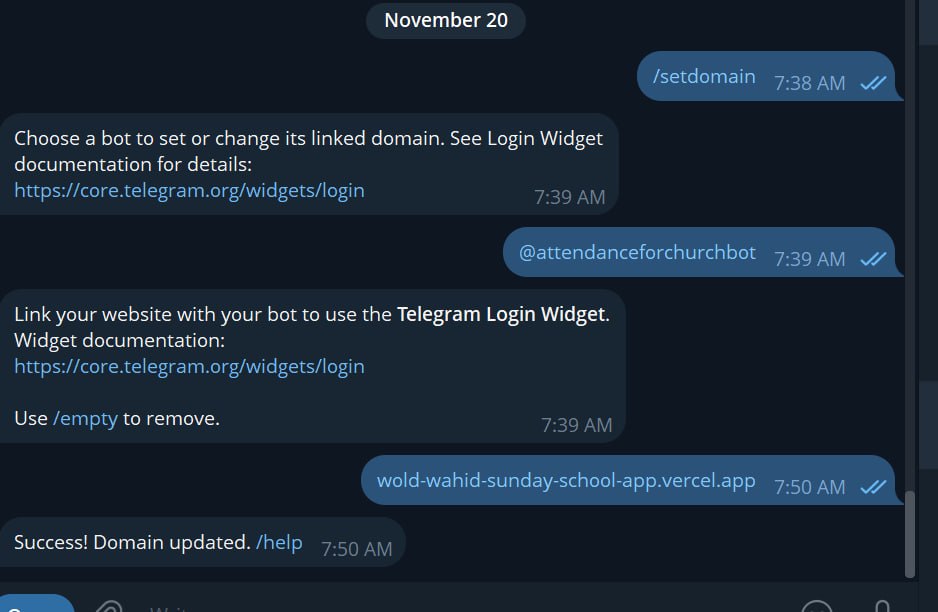 November 20
/setdomain 7:38 AM
Choose a bot to set or change its linked domain. See Login Widget
documentation for details:
https://core.telegram.org/widgets/login 7:39 AM
@attendanceforchurchbot 7:39 AM
Link your website with your bot to use the Telegram Login Widget.
Widget documentation:
https://core.telegram.org/widgets/login
Use /empty to remove. 7:39 AM
wold-wahid-sunday-school-app.vercel.app 7:50 AM
Success! Domain updated. /help 7:50 AM